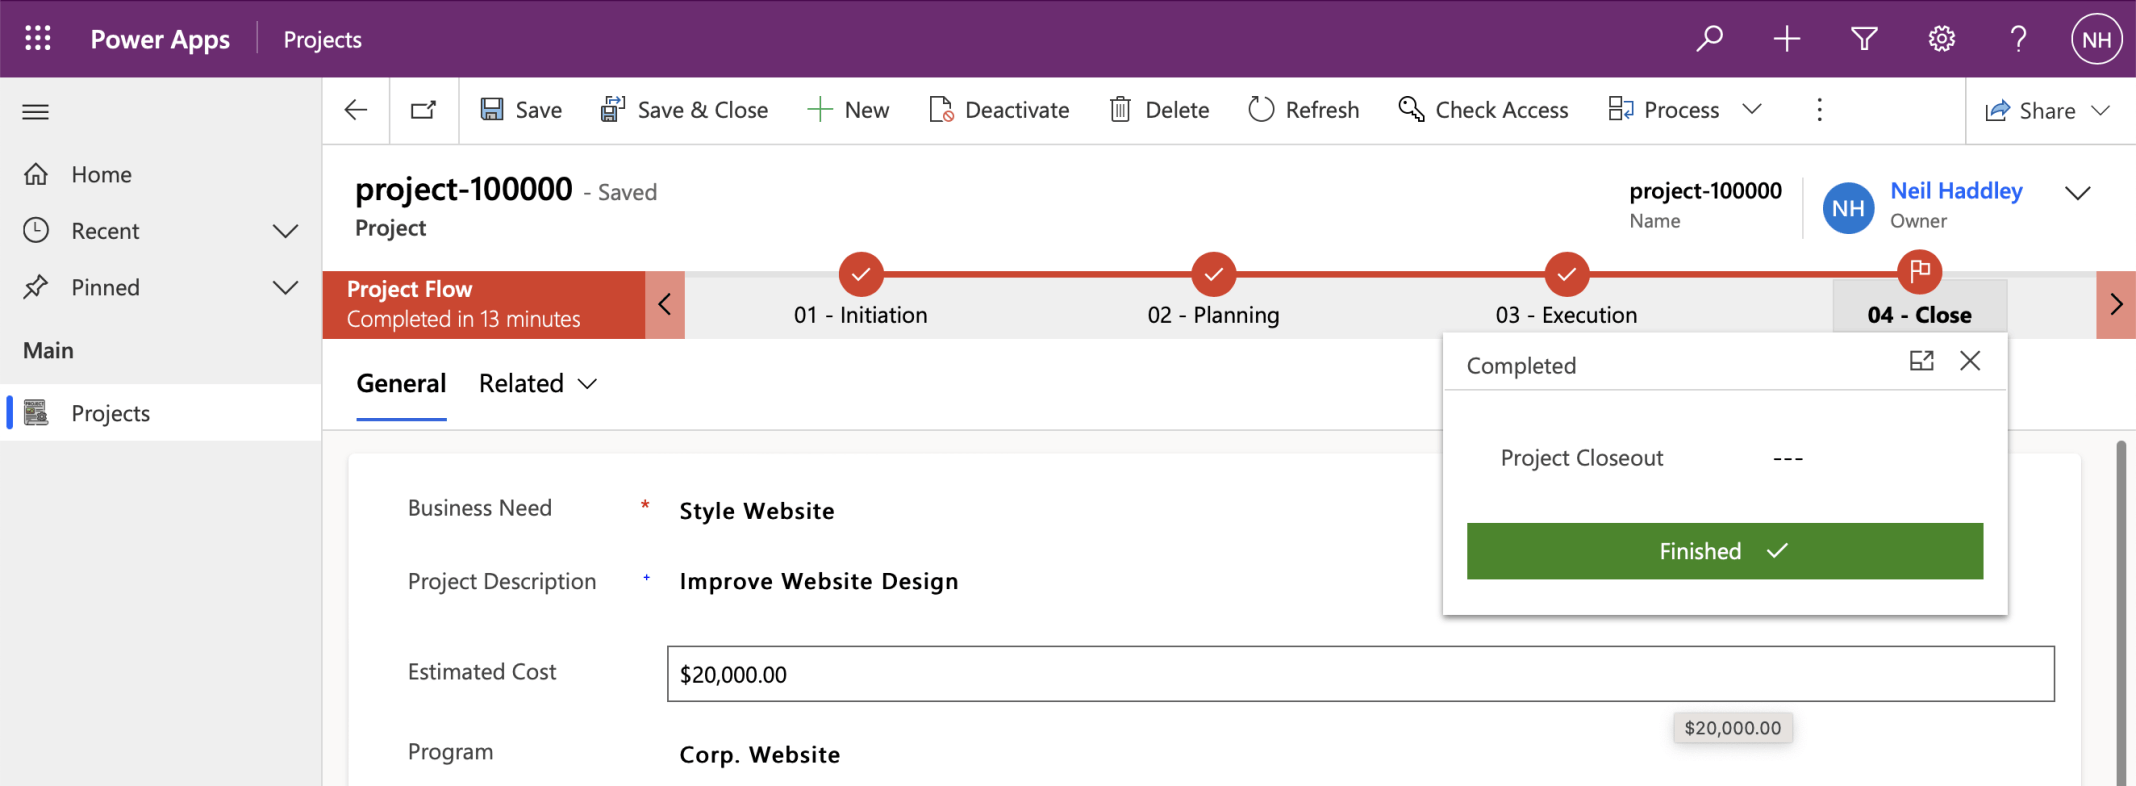 Power Apps
Projects
NH
Save
Save & Close
New
Deactivate
Delete
Refresh
Check Access
Process
Share
Home
Recent
Pinned
Main
Projects
project-100000 - Saved
Project
project-100000
Name
NH
Neil Haddley
Owner
Project Flow
Completed in 13 minutes
01 - Initiation
02 - Planning
03 - Execution
04 - Close
General
Related
Completed
Project Closeout ---
Finished
Business Need * Style Website
Project Description + Improve Website Design
Estimated Cost $20,000.00
$20,000.00
Program Corp. Website